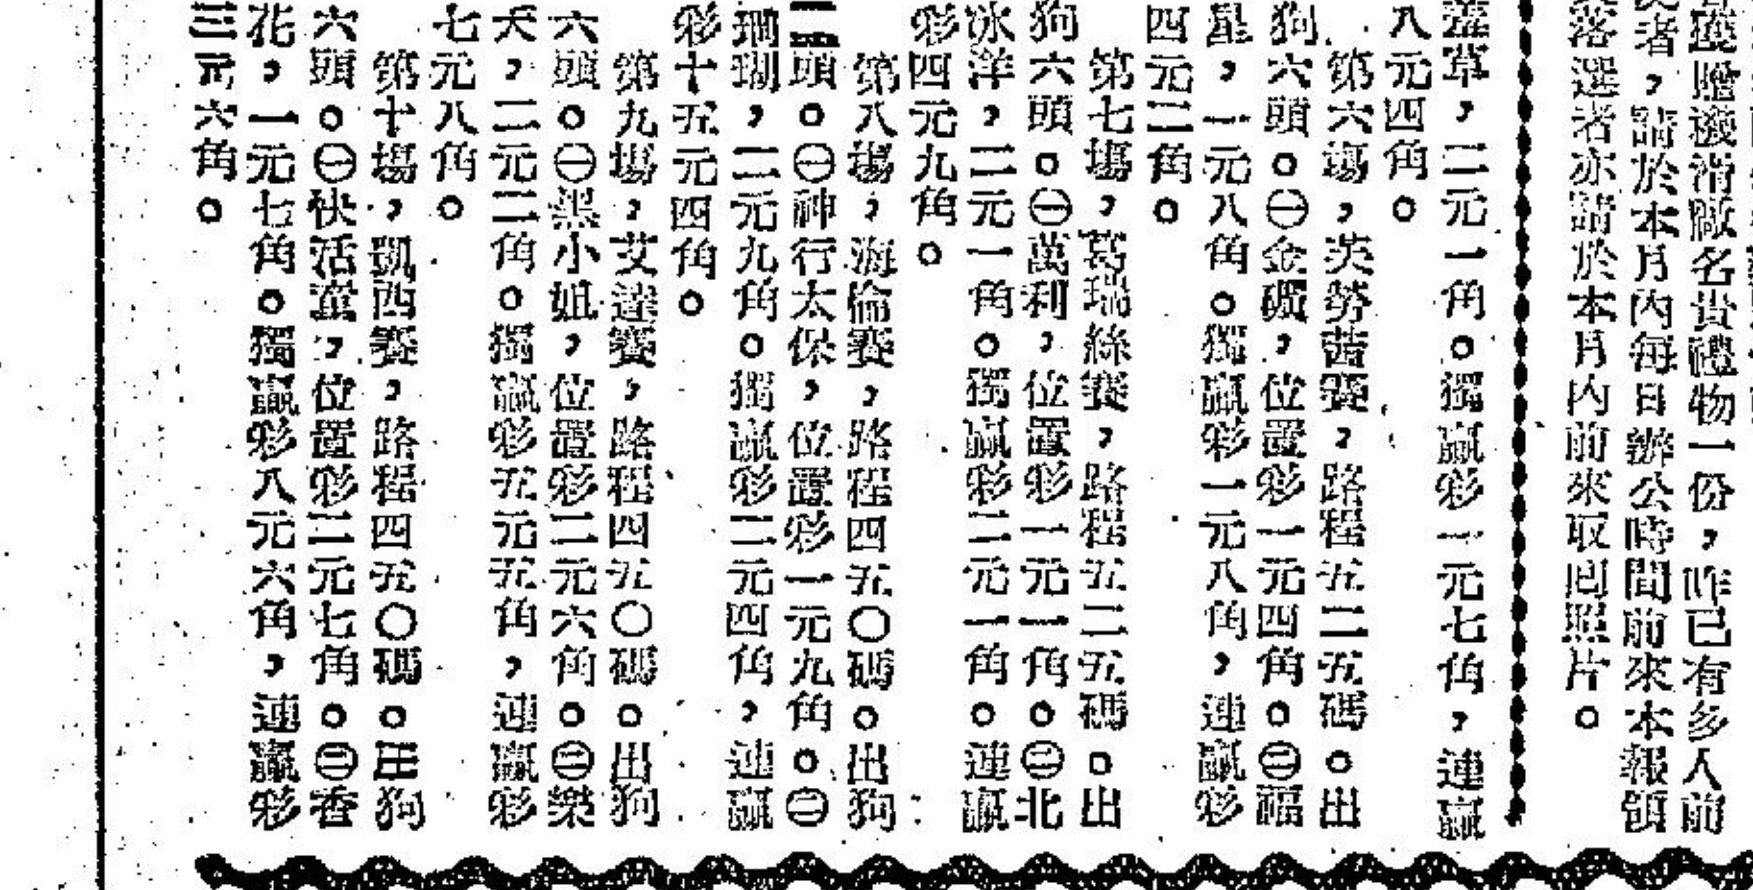 贈 滑 名貴禮物一份，昨已有多人前
者，請於本月內每日辦公時間前來本報領
落選者亦請於本月內前來取回照片。
羞草，二元一角。獨贏彩一元七角，連贏
八元四角。
第六場，芙勞茜賽，路程五二五碼。出
狗六頭。㊀金礦，位置彩一元四角。㊁福
星，一元八角。獨贏彩一元八角，連贏彩
四元二角。
第七場，葛瑞絲賽，路程五二五碼。出
狗六頭。㊀萬利，位置彩一元一角。㊁北
冰洋，二元一角。獨贏彩二元一角。連贏
彩四元九角。
第八場，海倫賽，路程四五〇碼。出狗
頭。㊀神行太保，位置彩一元九角。㊁
珊瑚，二元九角。獨贏彩二元四角，連贏
彩十五元四角。
第九場，艾達賽，路程四五〇碼。出狗
六頭。㊀黑小姐，位置彩二元六角。㊁樂
天，二元二角。獨贏彩五元五角，連贏彩
七元八角。
第十場，凱西賽，路程四五〇碼。出狗
六頭。㊀快活童，位置彩二元七角。㊁香
花，一元七角。獨贏彩八元六角，連贏彩
三元六角。